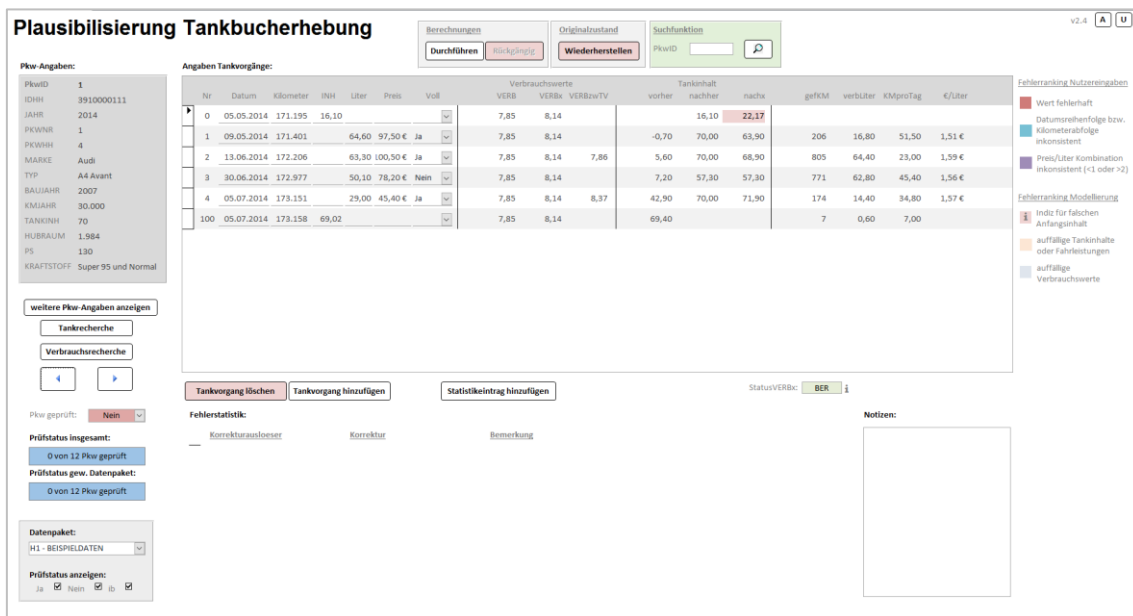 Plausibilisierung Tankbucherhebung
v2.4 A U
Berechnungen
Durchführen Rückgängig
Originalzustand
Wiederherstellen
Suchfunktion
PkwID
Pkw-Angaben:
PkwID 1
IDHH 3910000111
JAHR 2014
PKWNR 1
PKWHH 4
MARKE Audi
TYP A4 Avant
BAUJAHR 2007
KMJAHR 30.000
TANKINH 70
HUBRAUM 1.984
PS 130
KRAFTSTOFF Super 95 und Normal
weitere Pkw-Angaben anzeigen
Tankrecherche
Verbrauchsrecherche
Pkw geprüft: Nein
Prüfstatus insgesamt:
0 von 12 Pkw geprüft
Prüfstatus gew. Datenpaket:
0 von 12 Pkw geprüft
Datenpaket:
H1 - BEISPIELDATEN
Prüfstatus anzeigen:
Ja Nein ib
Angaben Tankvorgänge:
Verbrauchswerte Tankinhalt
Nr Datum Kilometer INH Liter Preis Voll VERB VERBx VERBzwTV vorher nachher nachx gefKM verbLiter KMproTag €/Liter
0 05.05.2014 171.195 16,10 7,85 8,14 16,10 22,17
1 09.05.2014 171.401 64,60 97,50 € Ja 7,85 8,14 -0,70 70,00 63,90 206 16,80 51,50 1,51 €
2 13.06.2014 172.206 63,30 100,50 € Ja 7,85 8,14 7,86 5,60 70,00 68,90 805 64,40 23,00 1,59 €
3 30.06.2014 172.977 50,10 78,20 € Nein 7,85 8,14 7,20 57,30 57,30 771 62,80 45,40 1,56 €
4 05.07.2014 173.151 29,00 45,40 € Ja 7,85 8,14 8,37 42,90 70,00 71,90 174 14,40 34,80 1,57 €
100 05.07.2014 173.158 69,02 7,85 8,14 69,40 7 0,60 7,00
Tankvorgang löschen Tankvorgang hinzufügen Statistikeintrag hinzufügen
StatusVERBx: BER i
Fehlerstatistik:
Korrekturausloeser Korrektur Bemerkung
Notizen:
Fehlerranking Nutzereingaben
Wert fehlerhaft
Datumsreihenfolge bzw.
Kilometerabfolge
inkonsistent
Preis/Liter Kombination
inkonsistent (<1 oder >2)
Fehlerranking Modellierung
i Indiz für falschen
Anfangsinhalt
auffällige Tankinhalte
oder Fahrleistungen
auffällige
Verbrauchswerte